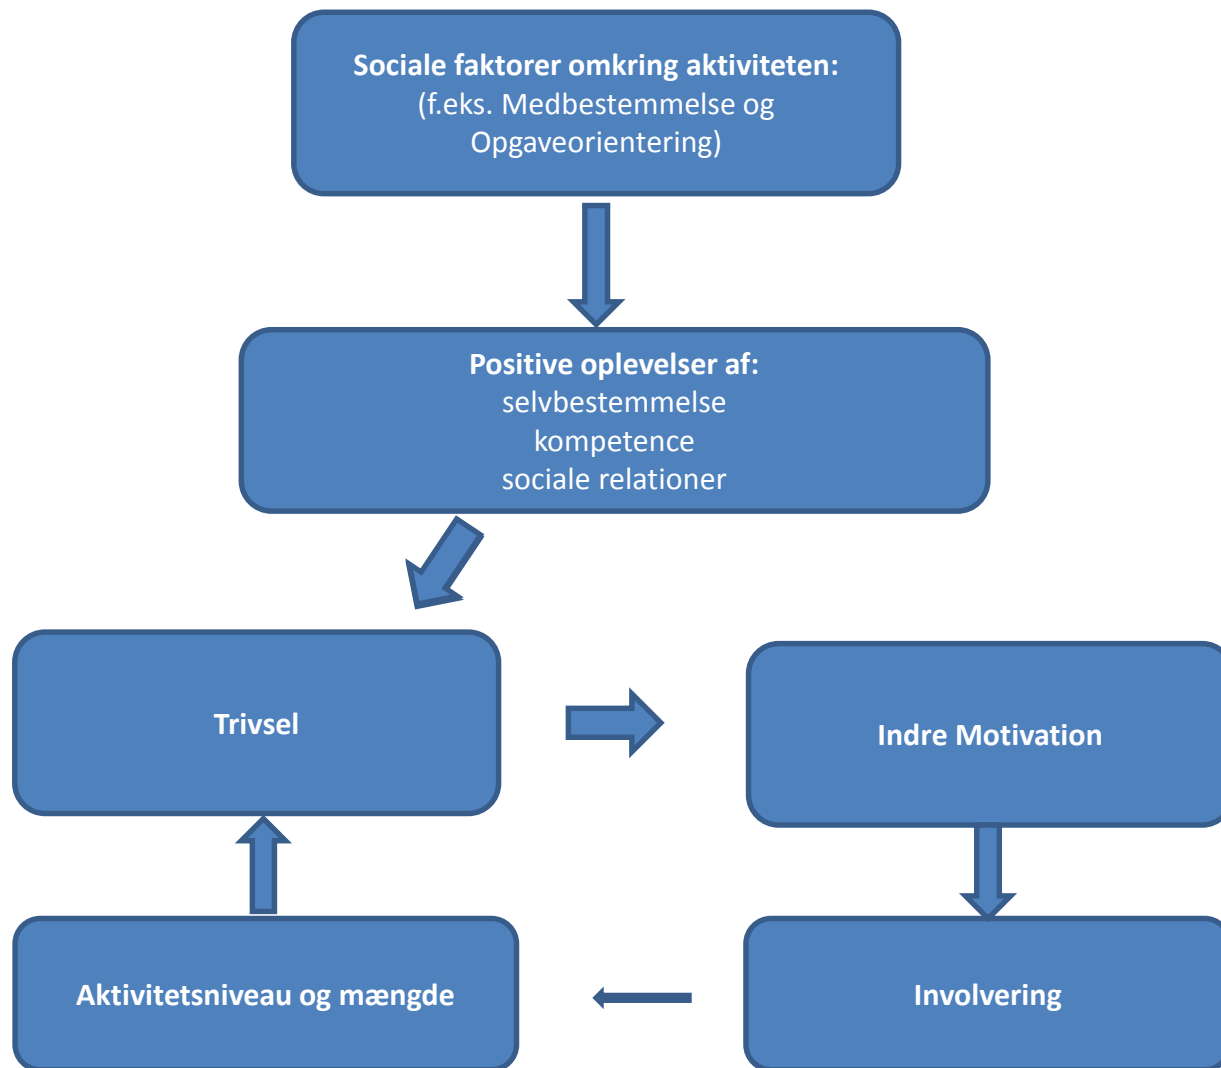 Sociale faktorer omkring aktiviteten:
(f.eks. Medbestemmelse og
Opgaveorientering)
Positive oplevelser af:
selvbestemmelse
kompetence
sociale relationer
Trivsel
Indre Motivation
Aktivitetsniveau og mængde
Involvering